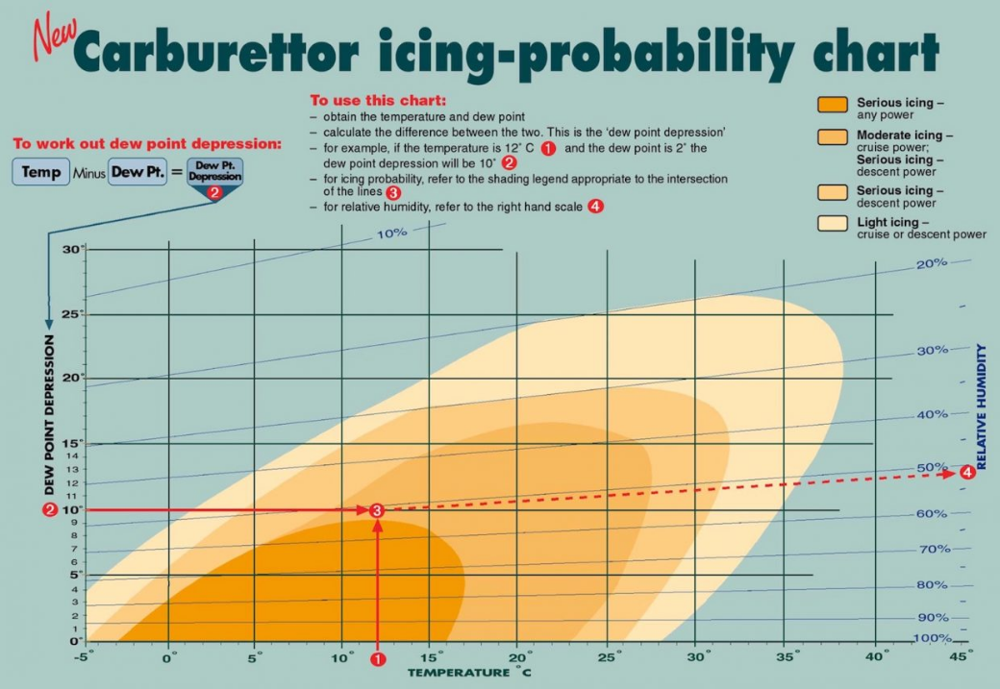 New
Carburettor icing-probability chart
To work out dew point depression:
Temp Minus Dew Pt. = Dew Pt. Depression
2
To use this chart:
– obtain the temperature and dew point
– calculate the difference between the two. This is the ‘dew point depression’
– for example, if the temperature is 12° C 1 and the dew point is 2° the
dew point depression will be 10° 2
– for icing probability, refer to the shading legend appropriate to the intersection
of the lines 3
– for relative humidity, refer to the right hand scale 4
Serious icing –
any power
Moderate icing –
cruise power;
Serious icing –
descent power
Serious icing –
descent power
Light icing –
cruise or descent power
DEW POINT DEPRESSION
30°
25°
20°
15°
14
13
12
11
2 10°
9
8
7
6
5°
4
3
2
1
0°
10%
20%
30%
40%
50%
60%
70%
80%
90%
100%
3
4
RELATIVE HUMIDITY
-5° 0° 5° 10° 1 15° 20° 25° 30° 35° 40° 45°
TEMPERATURE °C